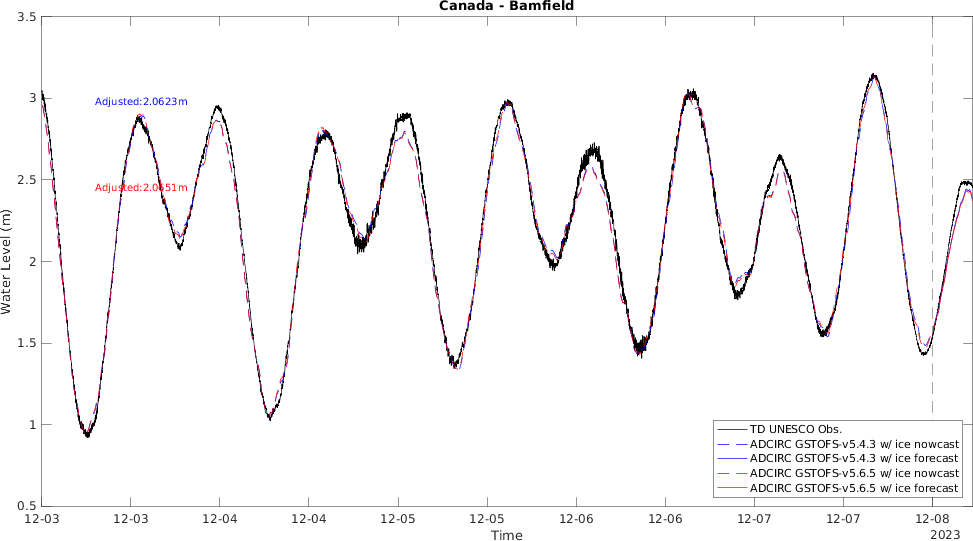 Canada - Bamfield
3.5
3
2.5
2
1.5
1
0.5
Water Level (m)
Adjusted:2.0623m
Adjusted:2.0651m
TD UNESCO Obs.
ADCIRC GSTOFS-v5.4.3 w/ ice nowcast
ADCIRC GSTOFS-v5.4.3 w/ ice forecast
ADCIRC GSTOFS-v5.6.5 w/ ice nowcast
ADCIRC GSTOFS-v5.6.5 w/ ice forecast
12-03 12-03 12-04 12-04 12-05 12-05 12-06 12-06 12-07 12-07 12-08
Time
2023